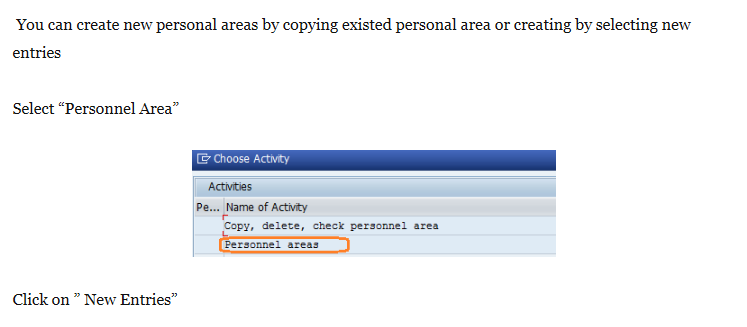 You can create new personal areas by copying existed personal area or creating by selecting new
entries
Select “Personnel Area”
Choose Activity
Activities
Pe... Name of Activity
Copy, delete, check personnel area
Personnel areas
Click on ” New Entries”